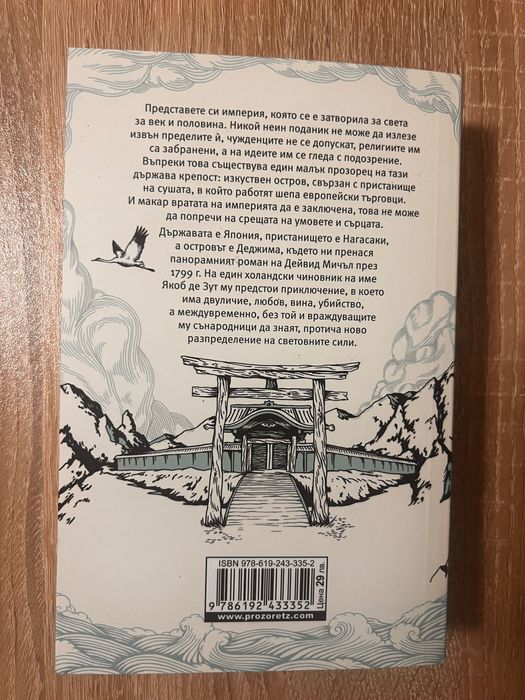 Представете си империя, която се е затворила за света
за век и половина. Никой неин поданик не може да излезе
извън пределите ѝ, чужденците не се допускат, религиите им
са забранени, а на идеите им се гледа с подозрение.
Въпреки това съществува един малък прозорец на тази
държава крепост: изкуствен остров, свързан с пристанище
на сушата, в който работят шепа европейски търговци.
И макар вратата на империята да е заключена, това не може
да попречи на срещата на умовете и сърцата.
Държавата е Япония, пристанището е Нагасаки,
а островът е Деджима, където ни пренася
панорамният роман на Дейвид Мичъл през
1799 г. На един холандски чиновник на име
Якоб де Зут му предстои приключение, в което
има двуличие, любов, вина, убийство,
а междувременно, без той и враждуващите
му сънародници да знаят, протича ново
разпределение на световните сили.
ISBN 978-619-243-335-2
9 786192 433352
Цена 29 лв.
www.prozoretz.com